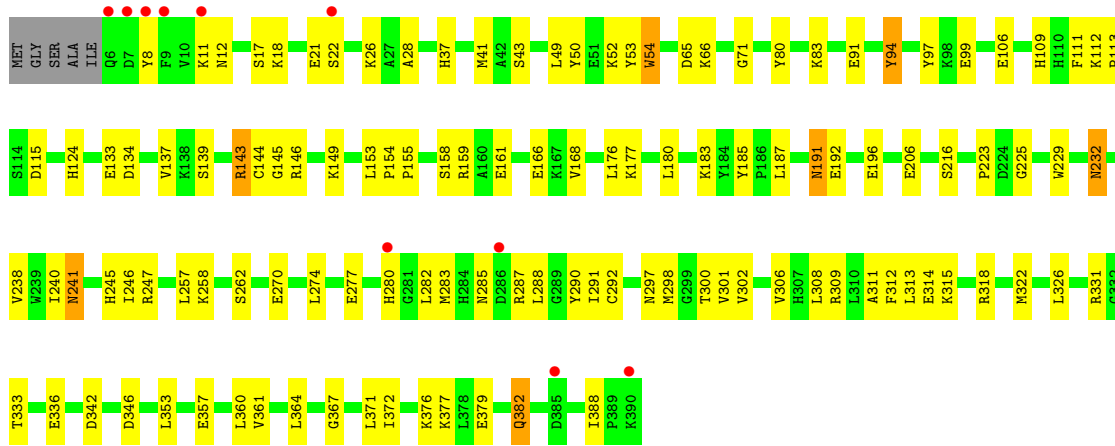 MET GLY SER ALA ILE Q6 D7 Y8 F9 V10 K11 N12 S17 K18 E21 S22 K26 A27 A28 H37 M41 A42 S43 L49 Y50 E51 K52 Y53 W54 D65 K66 G71 Y80 K83 E91 Y94 Y97 K98 E99 E106 H109 H110 F111 K112
S114 D115 H124 E133 D134 V137 K138 S139 R143 C144 G145 R146 K149 L153 P154 P155 S158 R159 A160 E161 E166 K167 V168 L176 K177 L180 K183 Y184 Y185 P186 L187 N191 E192 E196 E206 S216 P223 D224 G225 W229 N232
V238 W239 I240 N241 H245 I246 R247 L257 K258 S262 E270 L274 E277 H280 G281 L282 M283 H284 N285 D286 R287 L288 G289 Y290 I291 C292 N297 M298 G299 T300 V301 V302 V306 H307 L308 R309 L310 A311 F312 L313 E314 K315 R318 M322 L326 R331
T333 E336 D342 D346 L353 E357 L360 V361 L364 G367 L371 I372 K376 K377 L378 E379 Q382 D385 I388 P389 K390